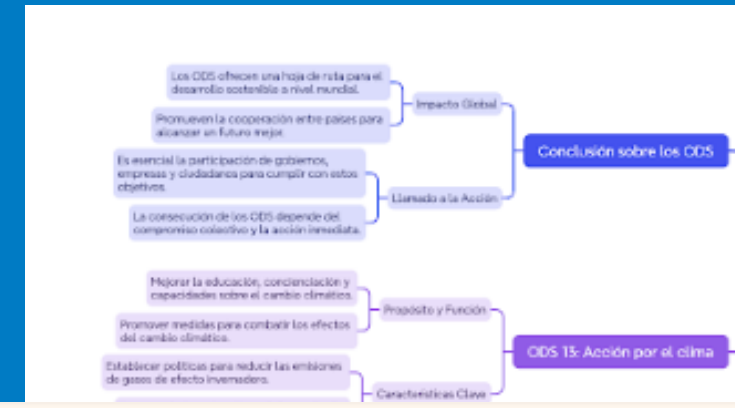 Los ODS ofrecen una hoja de ruta para el
desarrollo sostenible a nivel mundial.
Impacto Global
Promueven la cooperación entre países para
alcanzar un futuro mejor.
Conclusión sobre los ODS
Es esencial la participación de gobiernos,
empresas y ciudadanos para cumplir con estos
objetivos.
Llamado a la Acción
La consecución de los ODS depende del
compromiso colectivo y la acción inmediata.
Mejorar la educación, concienciación y
capacidades sobre el cambio climático.
Propósito y Función
Promover medidas para combatir los efectos
del cambio climático.
ODS 13: Acción por el clima
Establecer políticas para reducir las emisiones
de gases de efecto invernadero.
Características Clave